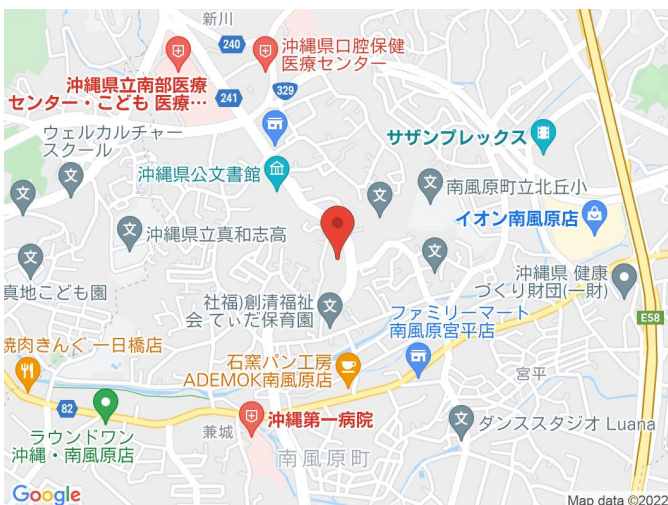 新川
240
沖縄県口腔保健
医療センター
沖縄県立南部医療
センター・こども 医療…
241
329
ウェルカルチャー
スクール
サザンプレックス
沖縄県公文書館
文
文
文
南風原町立北丘小
文
イオン南風原店
文
沖縄県立真和志高
文
文
真地こども園
沖縄県 健康
づくり財団(一財)
社福)創清福祉
会 てぃだ保育園
文
ファミリーマート
南風原宮平店
E58
焼肉きんぐ 一日橋店
石窯パン工房
ADEMOK南風原店
宮平
82
沖縄第一病院
文
ダンススタジオ Luana
ラウンドワン
沖縄・南風原店
兼城
南風原町
Google
Map data ©2022